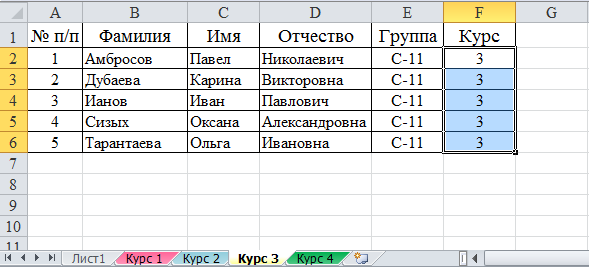 A B C D E F G
1 № п/п Фамилия Имя Отчество Группа Курс
2 1 Амбросов Павел Николаевич С-11 3
3 2 Дубаева Карина Викторовна С-11 3
4 3 Ианов Иван Павлович С-11 3
5 4 Сизых Оксана Александровна С-11 3
6 5 Тарантаева Ольга Ивановна С-11 3
7
8
9
10
11
Лист1 Курс 1 Курс 2 Курс 3 Курс 4